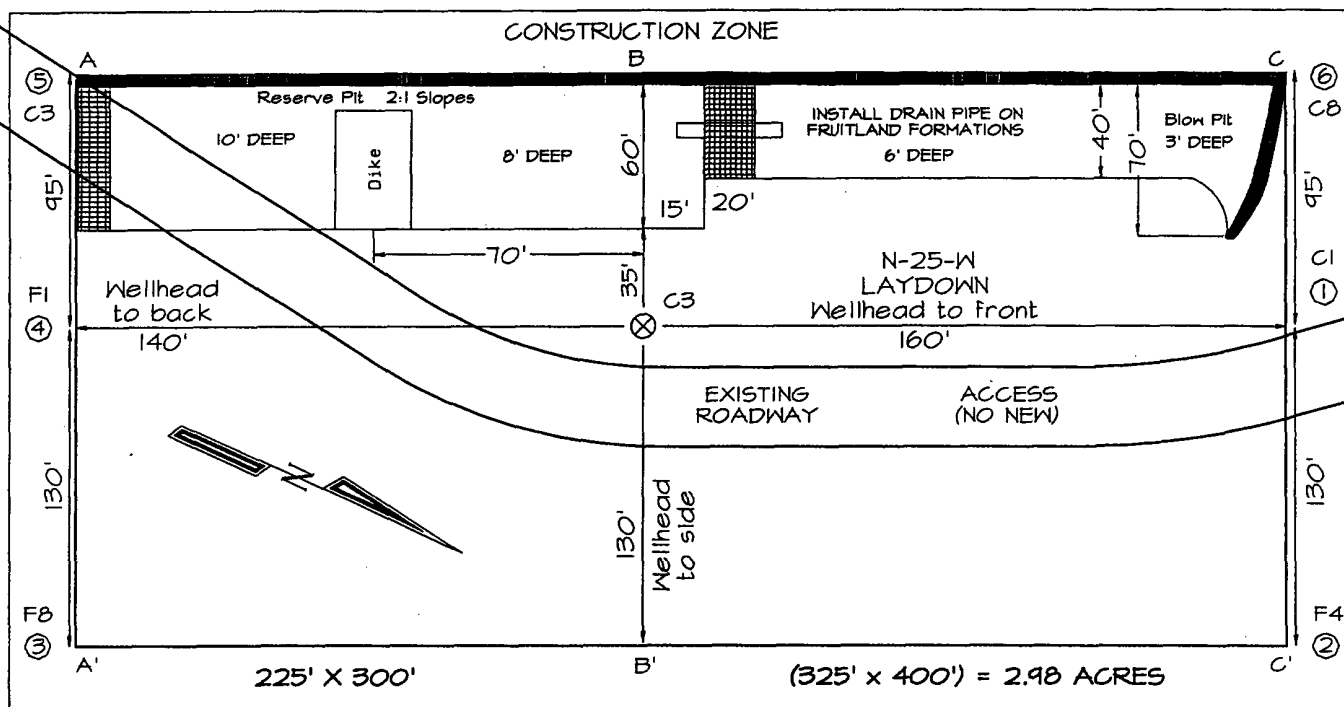 CONSTRUCTION ZONE
A
B
C
5
6
C3
C8
Reserve Pit 2:1 Slopes
10' DEEP
Dike
8' DEEP
60'
INSTALL DRAIN PIPE ON
FRUITLAND FORMATIONS
6' DEEP
40'
70'
Blow Pit
3' DEEP
95'
95'
15'
20'
70'
35'
N-25-W
LAYDOWN
Wellhead to front
160'
C1
1
F1
4
Wellhead
to back
140'
C3
EXISTING
ROADWAY
ACCESS
(NO NEW)
N
130'
130'
Wellhead
to side
130'
F8
3
F4
2
A'
B'
C'
225' X 300'
(325' x 400') = 2.98 ACRES